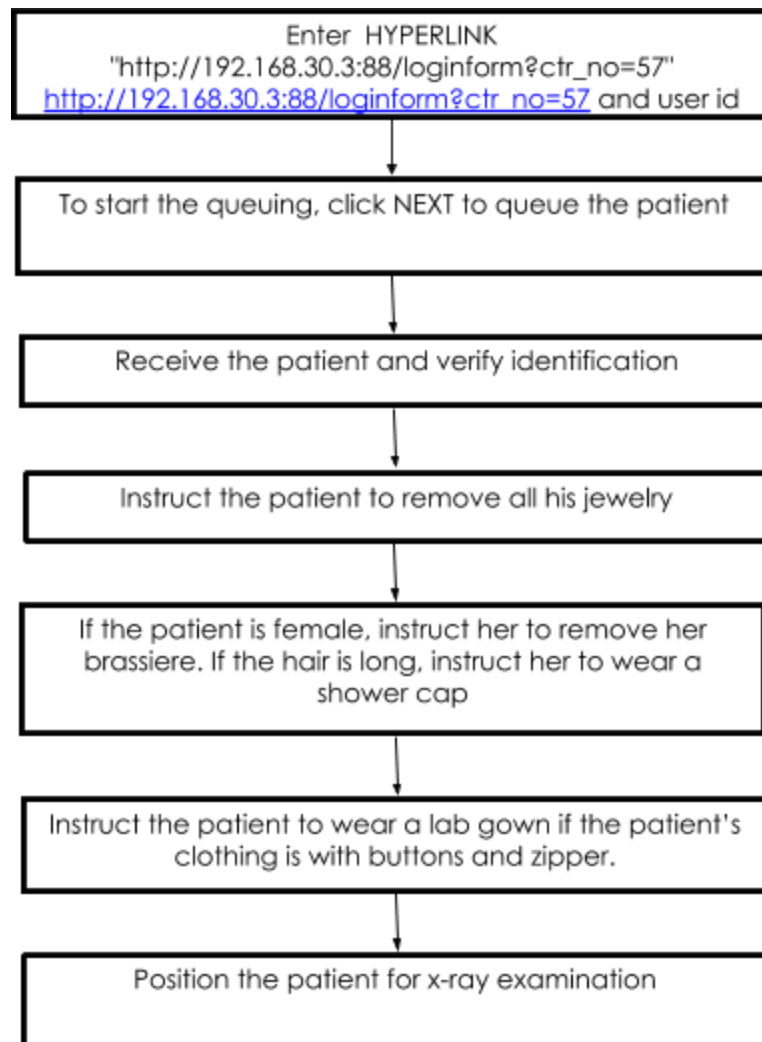 Enter HYPERLINK
"http://192.168.30.3:88/loginform?ctr_no=57"
http://192.168.30.3:88/loginform?ctr_no=57 and user id
To start the queuing, click NEXT to queue the patient
Receive the patient and verify identification
Instruct the patient to remove all his jewelry
If the patient is female, instruct her to remove her
brassiere. If the hair is long, instruct her to wear a
shower cap
Instruct the patient to wear a lab gown if the patient’s
clothing is with buttons and zipper.
Position the patient for x-ray examination